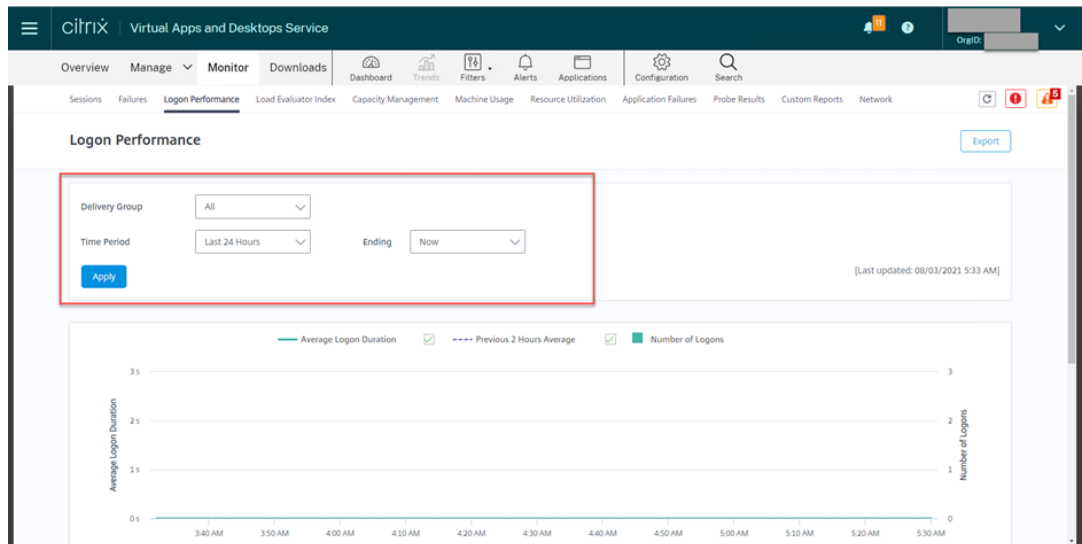 citrix | Virtual Apps and Desktops Service
11
OrgID:
Overview Manage Monitor Downloads Dashboard Trends Filters Alerts Applications Configuration Search
Sessions Failures Logon Performance Load Evaluator Index Capacity Management Machine Usage Resource Utilization Application Failures Probe Results Custom Reports Network
5
Logon Performance
Export
Delivery Group All
Time Period Last 24 Hours Ending Now
Apply
[Last updated: 08/03/2021 5:33 AM]
Average Logon Duration Previous 2 Hours Average Number of Logons
3 s 3
2 s 2
1 s 1
0 s 0
Average Logon Duration
Number of Logons
3:40 AM 3:50 AM 4:00 AM 4:10 AM 4:20 AM 4:30 AM 4:40 AM 4:50 AM 5:00 AM 5:10 AM 5:20 AM 5:30 AM